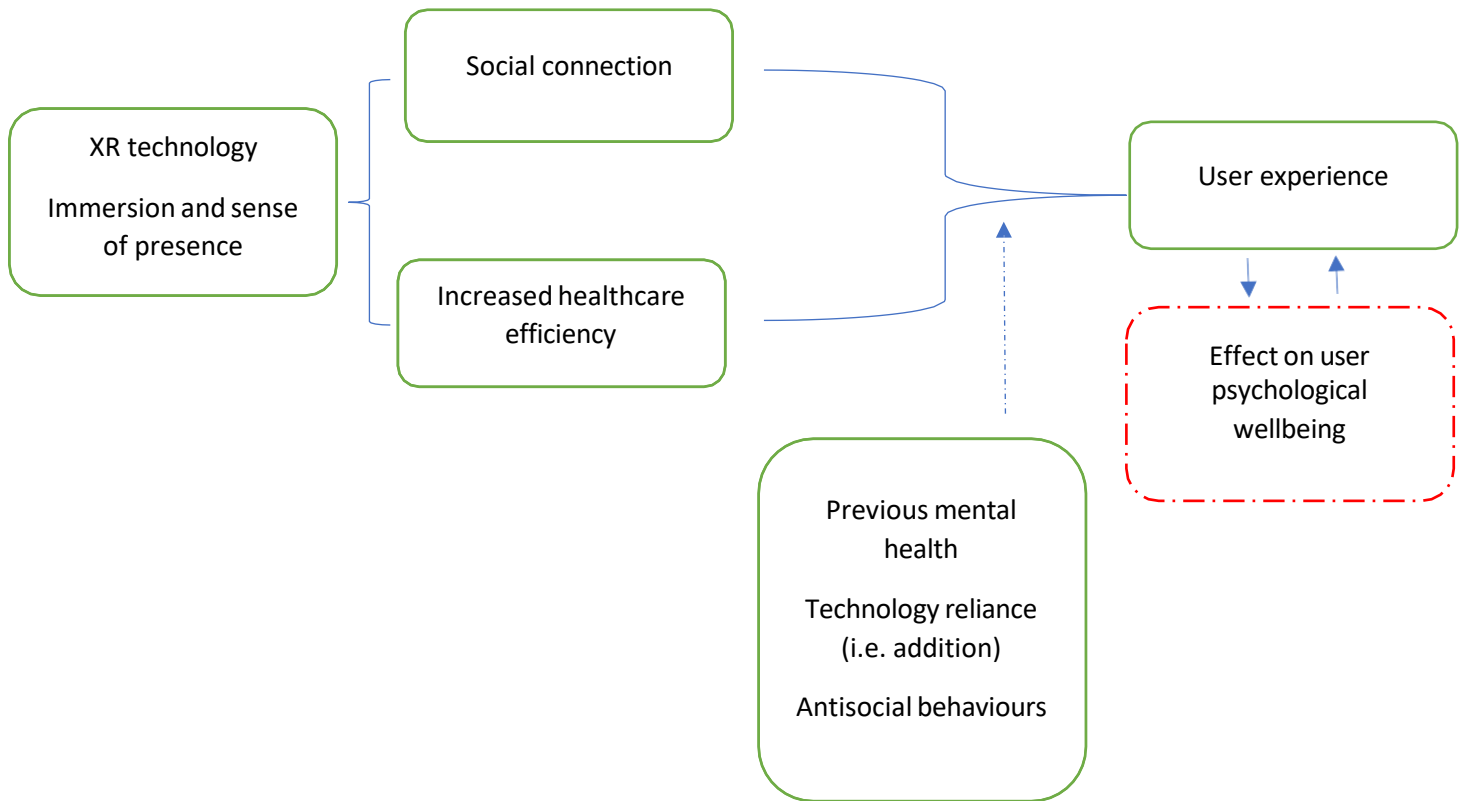 Social connection
XR technology
Immersion and sense
of presence
Increased healthcare
efficiency
User experience
Effect on user
psychological
wellbeing
Previous mental
health
Technology reliance
(i.e. addition)
Antisocial behaviours